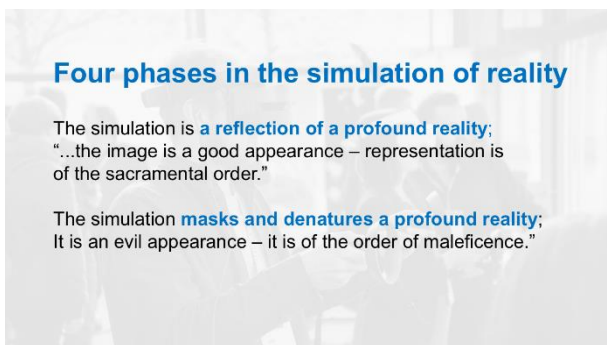 Four phases in the simulation of reality
The simulation is a reflection of a profound reality;
“...the image is a good appearance – representation is
of the sacramental order.”
The simulation masks and denatures a profound reality;
It is an evil appearance – it is of the order of maleficence.”